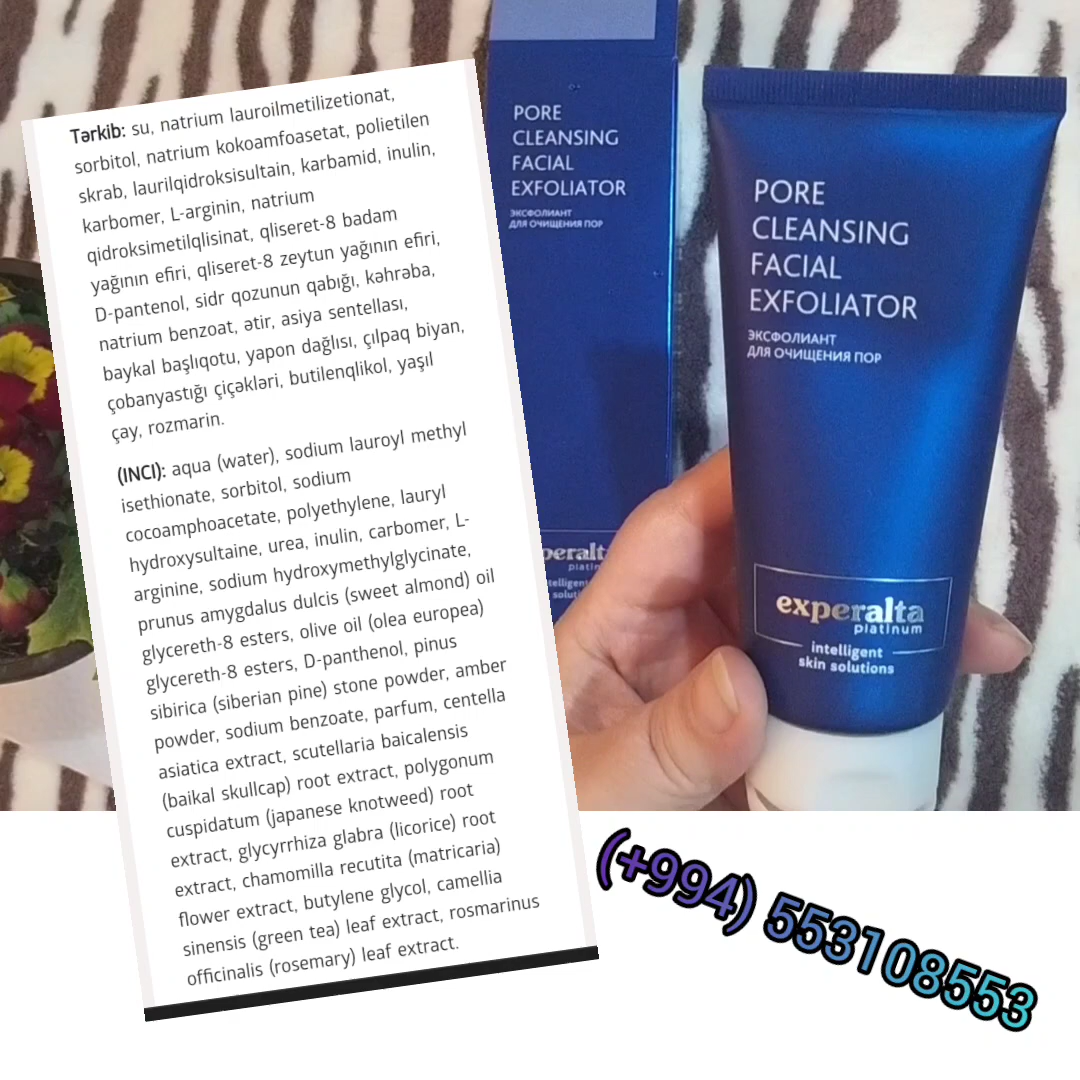 Tərkib: su, natrium lauroilmetilizetionat,
sorbitol, natrium kokoamfoasetat, polietilen
skrab, laurilqidroksisultain, karbamid, inulin,
karbomer, L-arginin, natrium
qidroksimetilqlisinat, qliseret-8 badam
yağının efiri, qliseret-8 zeytun yağının efiri,
D-pantenol, sidr qozunun qabığı, kəhrəba,
natrium benzoat, ətir, asiya sentellası,
baykal başlıqotu, yapon dağlısı, çılpaq biyan,
çobanyastığı çiçəkləri, butilenqlikol, yaşıl
çay, rozmarin.
(INCI): aqua (water), sodium lauroyl methyl
isethionate, sorbitol, sodium
cocoamphoacetate, polyethylene, lauryl
hydroxysultaine, urea, inulin, carbomer, L-
arginine, sodium hydroxymethylglycinate,
prunus amygdalus dulcis (sweet almond) oil
glycereth-8 esters, olive oil (olea europea)
glycereth-8 esters, D-panthenol, pinus
sibirica (siberian pine) stone powder, amber
powder, sodium benzoate, parfum, centella
asiatica extract, scutellaria baicalensis
(baikal skullcap) root extract, polygonum
cuspidatum (japanese knotweed) root
extract, glycyrrhiza glabra (licorice) root
extract, chamomilla recutita (matricaria)
flower extract, butylene glycol, camellia
sinensis (green tea) leaf extract, rosmarinus
officinalis (rosemary) leaf extract.
PORE
CLEANSING
FACIAL
EXFOLIATOR
ЭКСФОЛИАНТ
ДЛЯ ОЧИЩЕНИЯ ПОР
PORE
CLEANSING
FACIAL
EXFOLIATOR
ЭКСФОЛИАНТ
ДЛЯ ОЧИЩЕНИЯ ПОР
experalta
platinum
intelligent
skin solutions
(+994) 553108553